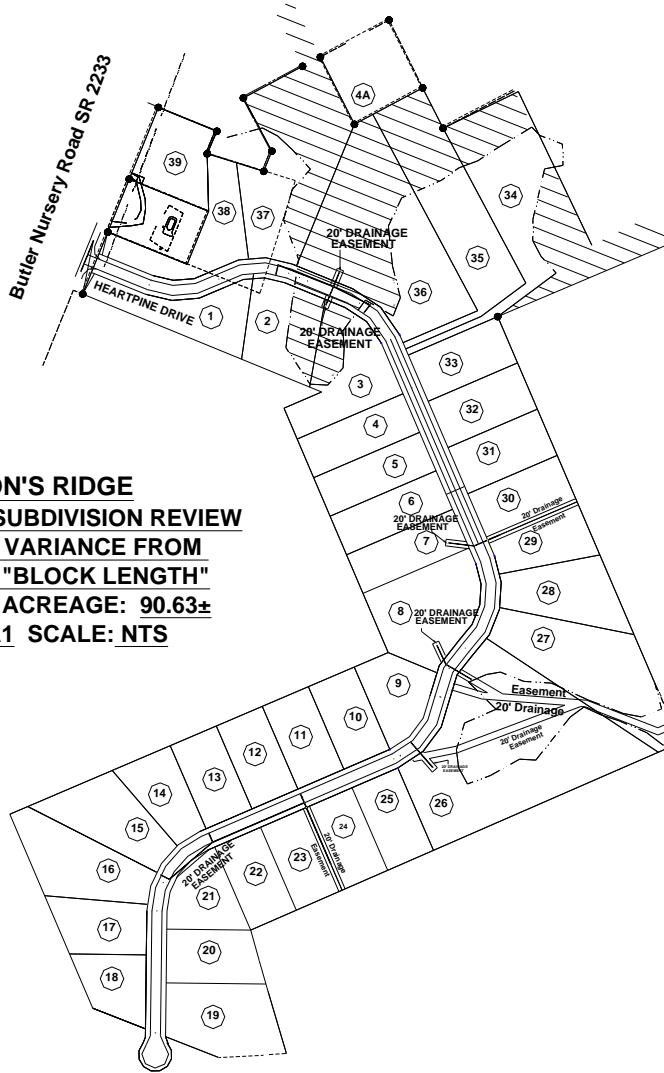 4A
Butler Nursery Road SR 2233
39
38
37
34
35
36
20' DRAINAGE
EASEMENT
HEARTPINE DRIVE
1
2
20' DRAINAGE
EASEMENT
3
33
4
32
5
31
6
30
20' Drainage
Easement
20' DRAINAGE
EASEMENT
7
29
ON'S RIDGE
SUBDIVISION REVIEW
VARIANCE FROM
"BLOCK LENGTH"
ACREAGE: 90.63±
1 SCALE: NTS
28
8
20' DRAINAGE
EASEMENT
27
9
Easement
20' Drainage
10
20' Drainage
Easement
11
12
20' DRAINAGE
EASEMENT
13
14
25
26
15
24
20' Drainage
Easement
23
22
20' DRAINAGE
EASEMENT
16
21
17
20
18
19